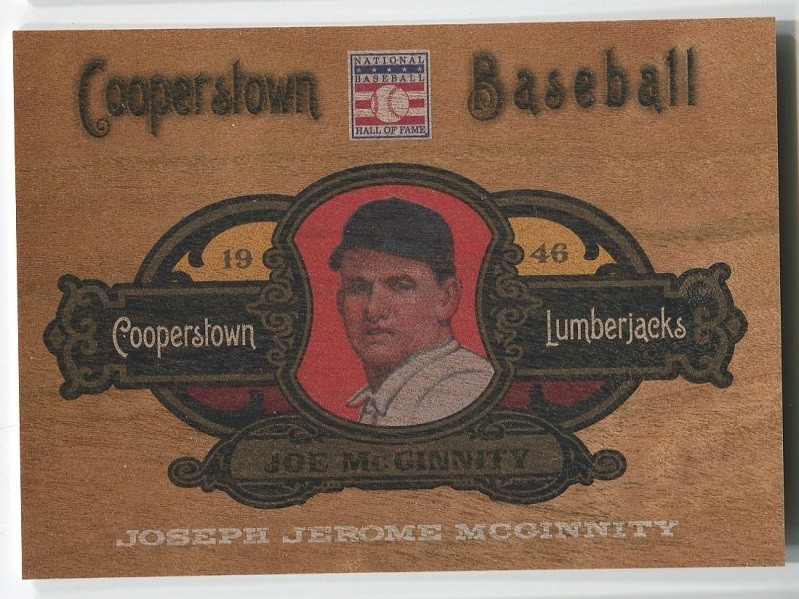 Cooperstown Baseball
NATIONAL
BASEBALL
HALL OF FAME
19 46
Cooperstown Lumberjacks
JOE McGINNITY
JOSEPH JEROME MCGINNITY